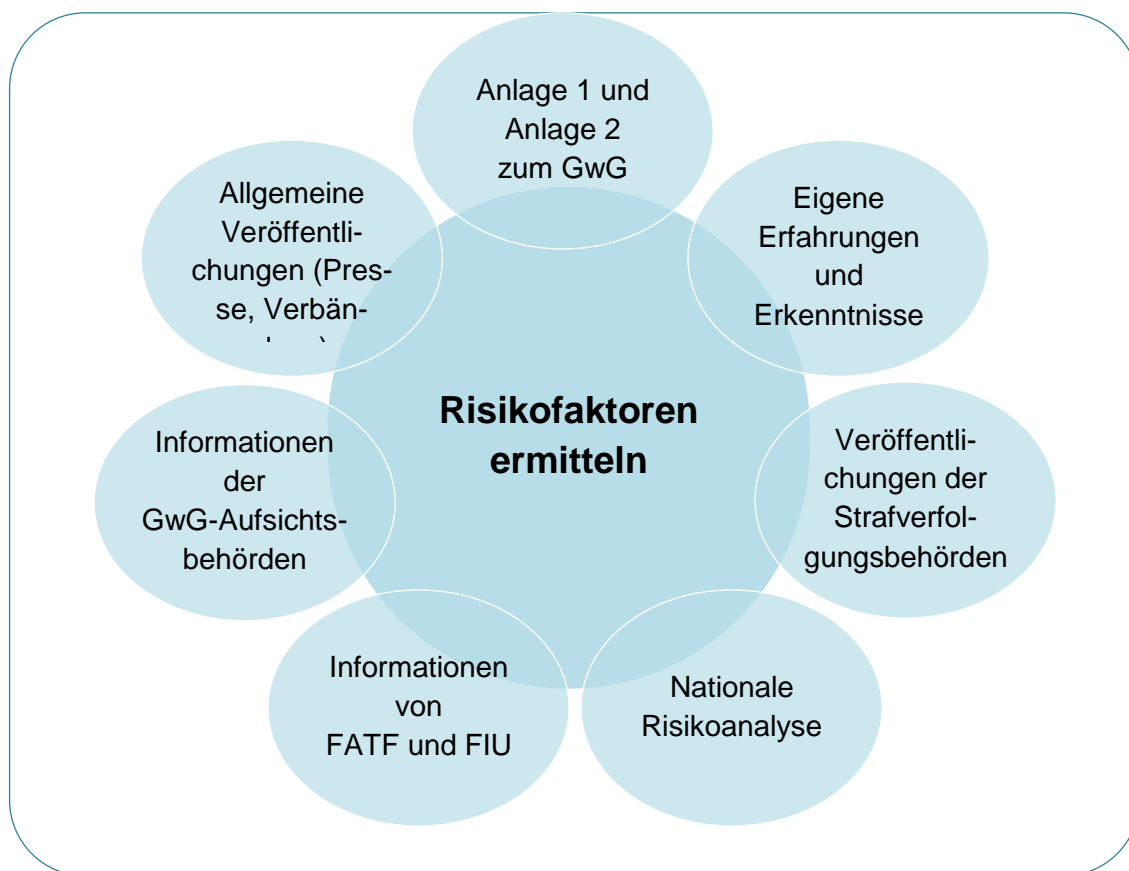 Anlage 1 und
Anlage 2
zum GwG
Eigene
Erfahrungen
und
Erkenntnisse
Veröffentli-
chungen der
Strafverfol-
gungsbehörden
Nationale
Risikoanalyse
Informationen
von
FATF und FIU
Informationen
der
GwG-Aufsichts-
behörden
Allgemeine
Veröffentli-
chungen (Pres-
se, Verbän-
Risikofaktoren
ermitteln